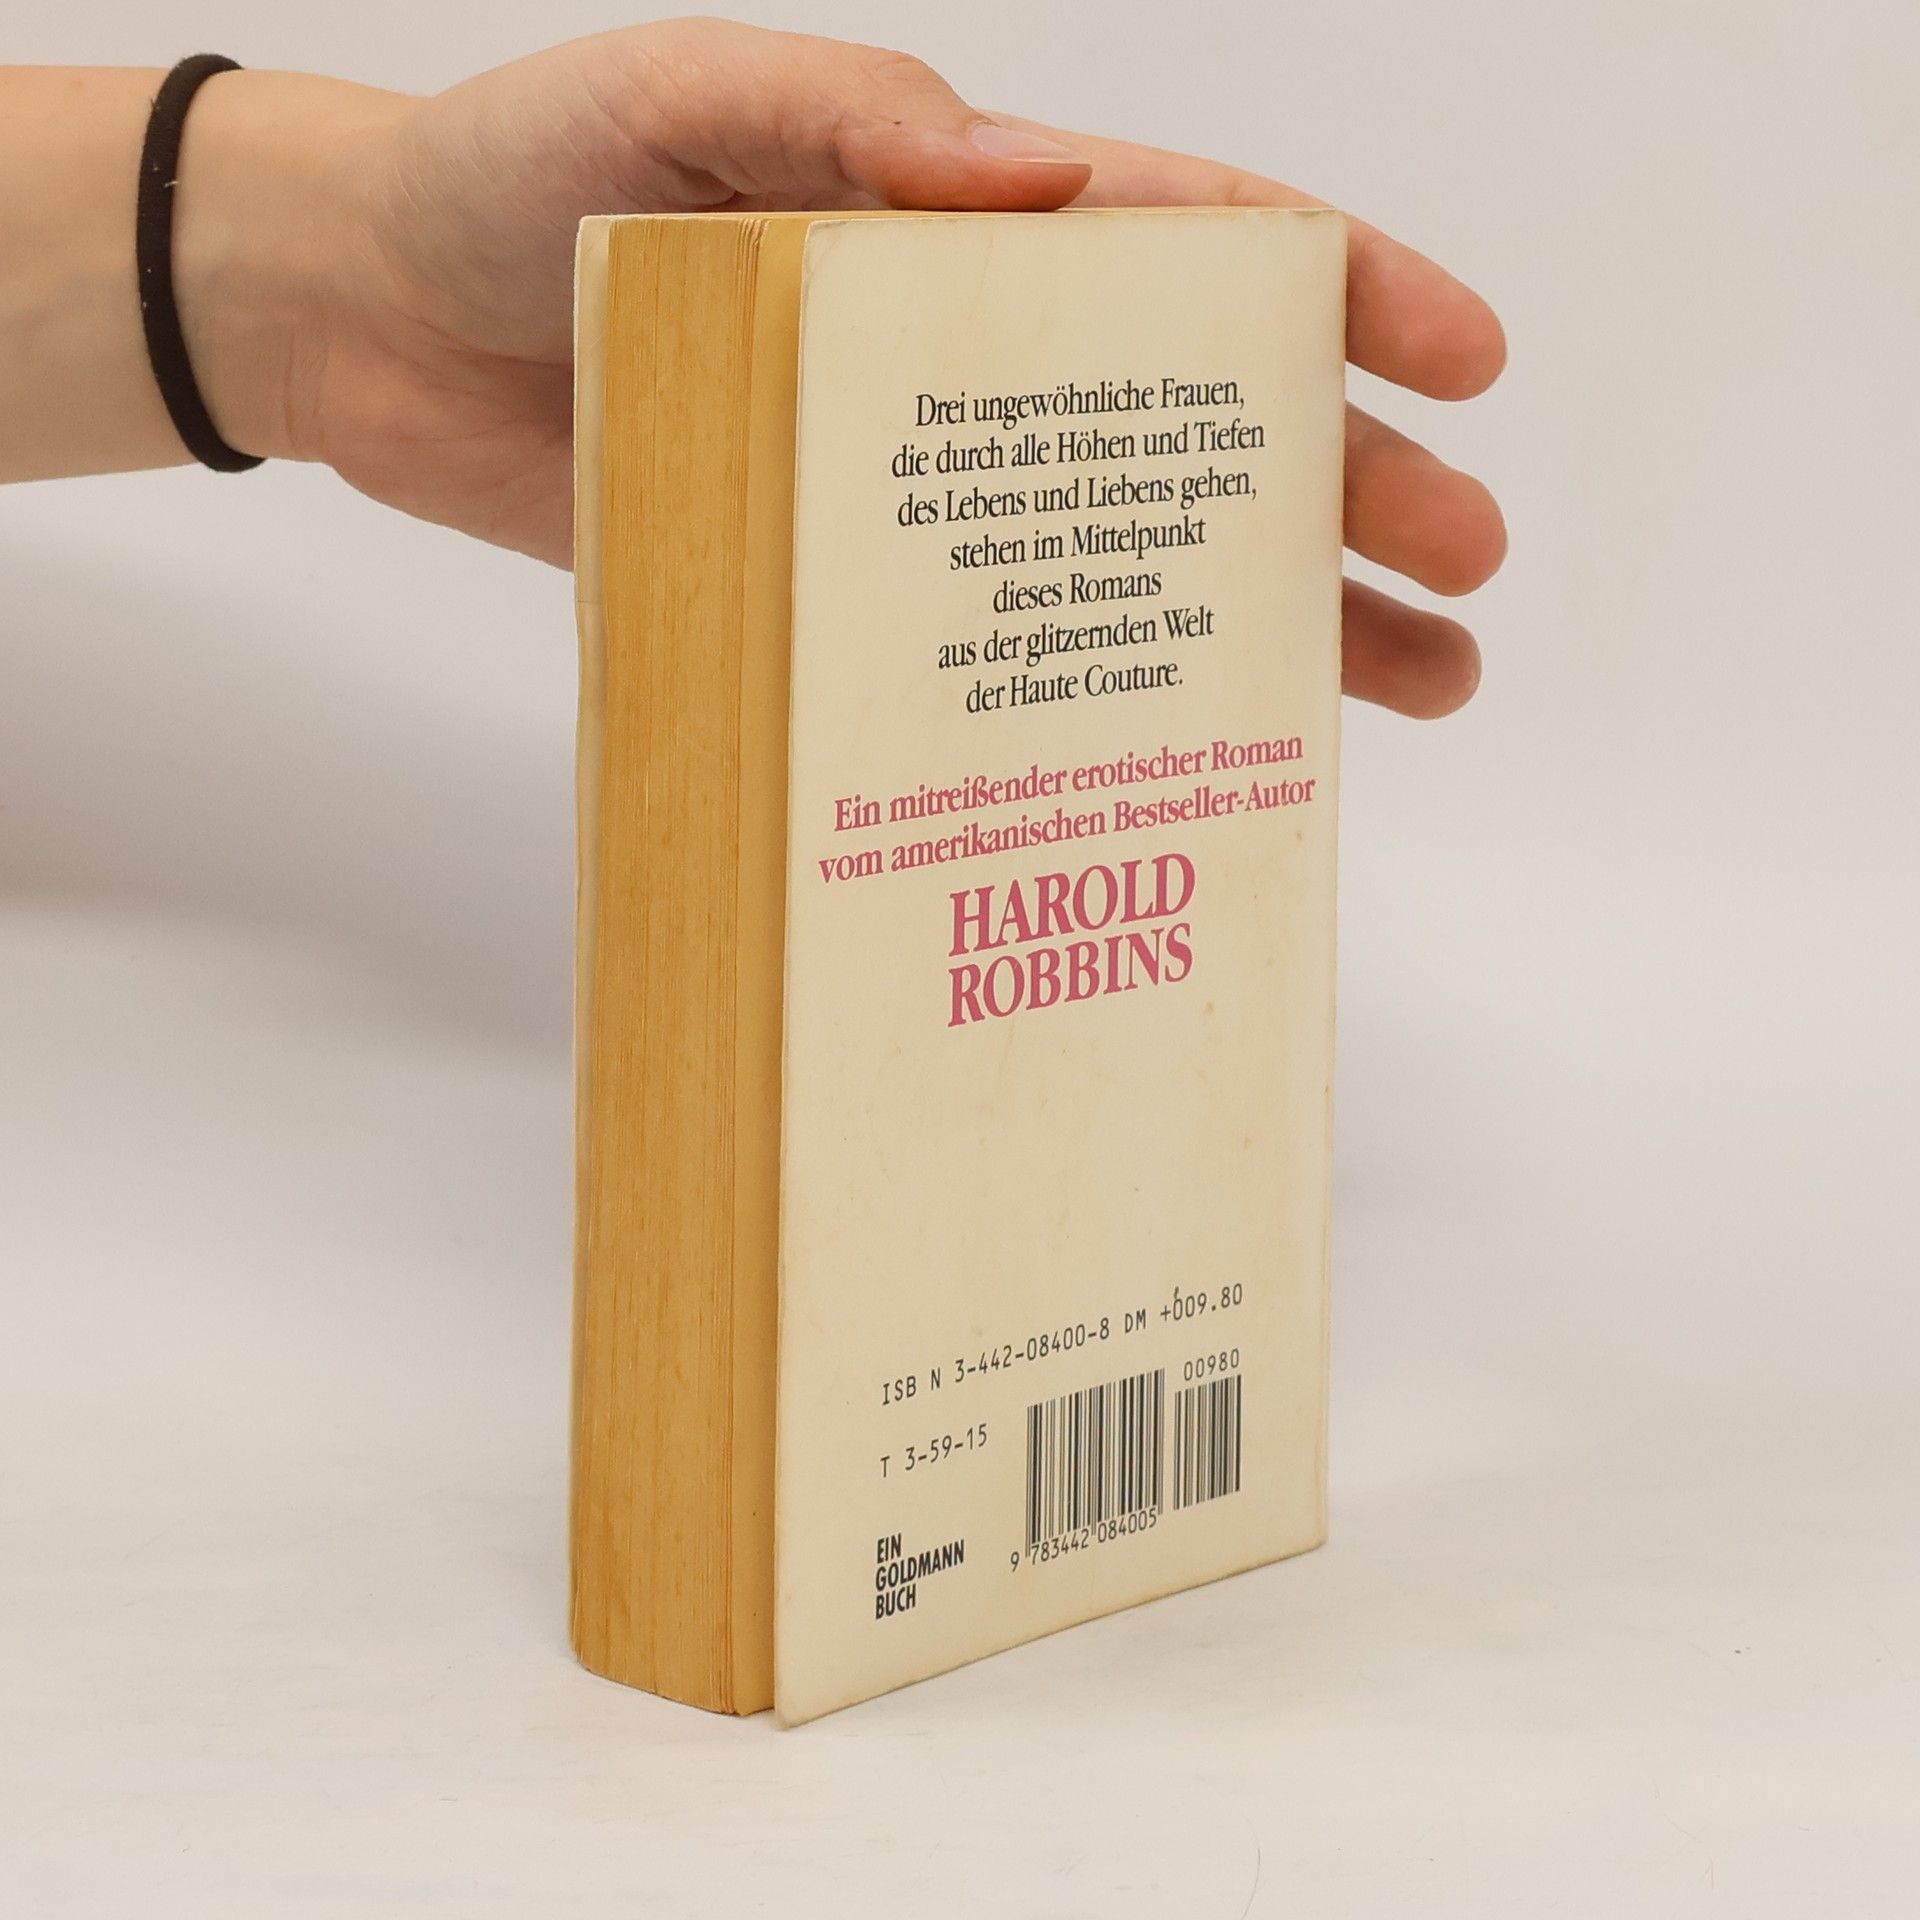 Drei ungewöhnliche Frauen,
die durch alle Höhen und Tiefen
des Lebens und Liebens gehen,
stehen im Mittelpunkt
dieses Romans
aus der glitzernden Welt
der Haute Couture.
Ein mitreißender erotischer Roman
vom amerikanischen Bestseller-Autor
HAROLD
ROBBINS
ISB N 3-442-08400-8 DM +009.80
00980
T 3-59-15
9 783442 084005
EIN
GOLDMANN
BUCH